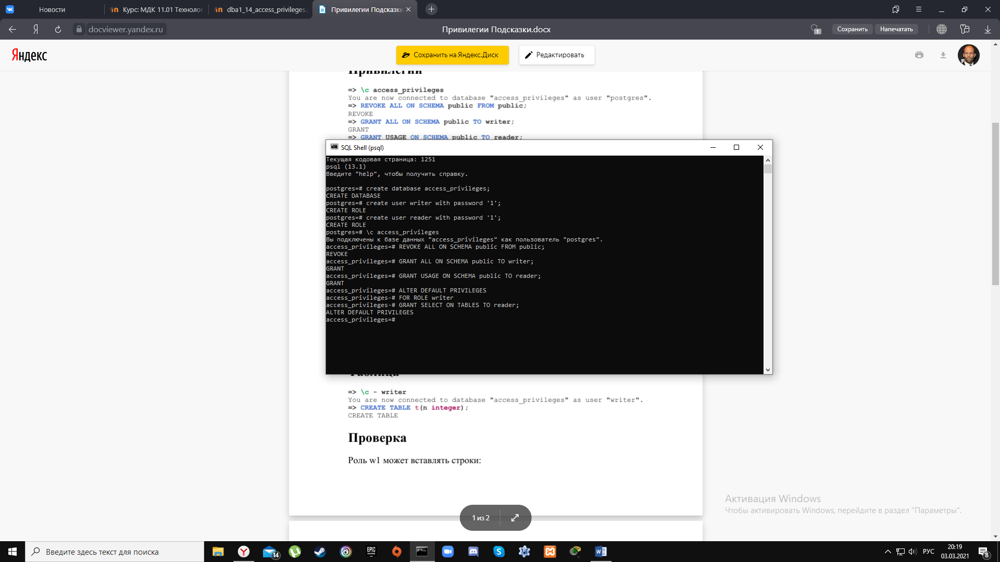 Новости
Курс: МДК 11.01 Технолог
dba1_14_access_privileges.
Привилегии Подсказки
docviewer.yandex.ru
Привилегии Подсказки.docx
1
Сохранить
Напечатать
Яндекс
Сохранить на Яндекс.Диск
Редактировать
Привилегии
=> \c access_privileges
You are now connected to database "access_privileges" as user "postgres".
=> REVOKE ALL ON SCHEMA public FROM public;
REVOKE
=> GRANT ALL ON SCHEMA public TO writer;
GRANT
=> GRANT USAGE ON SCHEMA public TO reader;
SQL Shell (psql)
Текущая кодовая страница: 1251
psql (13.1)
Введите "help", чтобы получить справку.
postgres=# create database access_privileges;
CREATE DATABASE
postgres=# create user writer with password '1';
CREATE ROLE
postgres=# create user reader with password '1';
CREATE ROLE
postgres=# \c access_privileges
Вы подключены к базе данных "access_privileges" как пользователь "postgres".
access_privileges=# REVOKE ALL ON SCHEMA public FROM public;
REVOKE
access_privileges=# GRANT ALL ON SCHEMA public TO writer;
GRANT
access_privileges=# GRANT USAGE ON SCHEMA public TO reader;
GRANT
access_privileges=# ALTER DEFAULT PRIVILEGES
access_privileges-# FOR ROLE writer
access_privileges-# GRANT SELECT ON TABLES TO reader;
ALTER DEFAULT PRIVILEGES
access_privileges=#
Таблица
=> \c - writer
You are now connected to database "access_privileges" as user "writer".
=> CREATE TABLE t(n integer);
CREATE TABLE
Проверка
Роль w1 может вставлять строки:
1 из 2
Активация Windows
Чтобы активировать Windows, перейдите в раздел "Параметры".
Введите здесь текст для поиска
14
EPIC
GAMES
РУС
20:19
03.03.2021
8